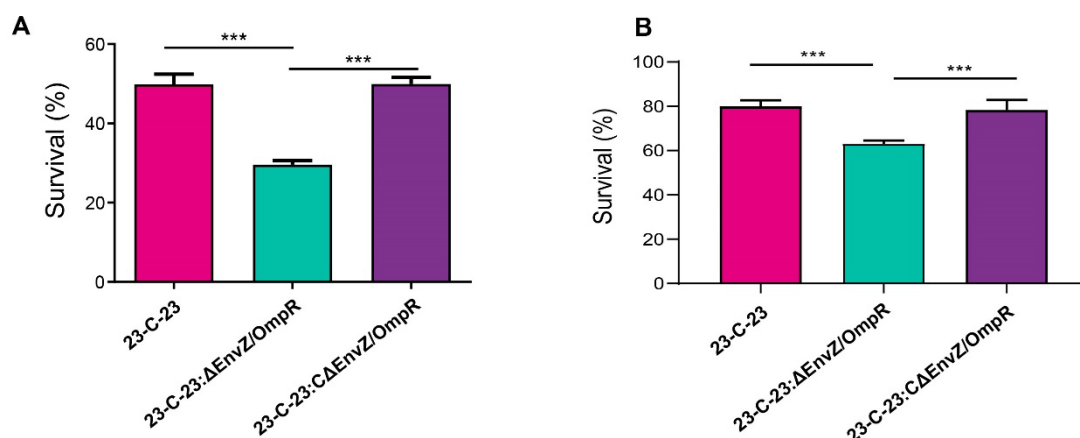 A
Survival (%)
60
40
20
0
***
***
23-C-23
23-C-23:ΔEnvZ/OmpR
23-C-23:CΔEnvZ/OmpR
B
Survival (%)
100
80
60
40
20
0
***
***
23-C-23
23-C-23:ΔEnvZ/OmpR
23-C-23:CΔEnvZ/OmpR